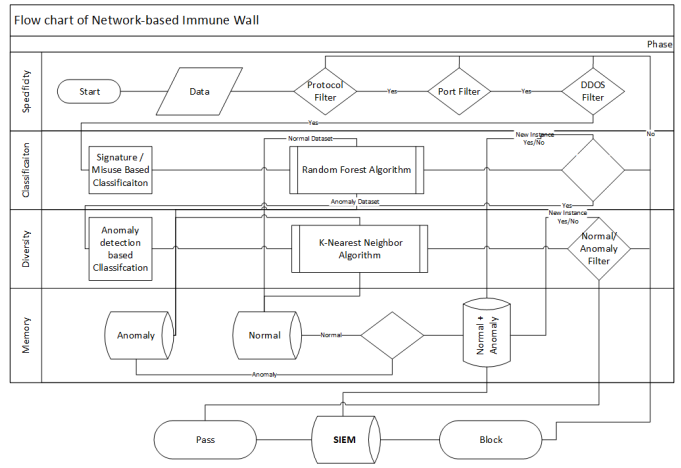 Flow chart of Network-based Immune Wall
Phase
Specificity
Start
Data
Protocol
Filter
Yes
Port Filter
Yes
DDOS
Filter
Yes
No
Classificaiton
Signature /
Misuse Based
Classificaiton
Normal Dataset
Random Forest Algorithm
Anomaly Dataset
New Instance
Yes/No
Yes
Diversity
Anomaly
detection
based
Cllasifcation
K-Nearest Neighbor
Algorithm
New Instance
Yes/No
Normal/
Anomaly
Filter
Memory
Anomaly
Normal
Normal
Anomaly
Normal +
Anomaly
Pass
SIEM
Block